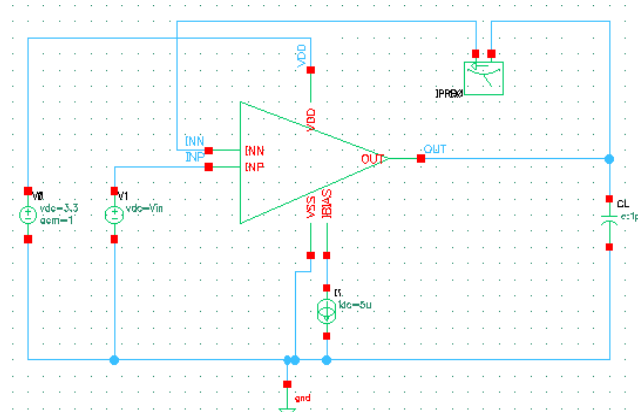 VDD
IPRB0
VDD
INN
INN
INP
INP
OUT
OUT
V0
vdc=3.3
acm=1
V1
vdc=Vin
VSS
IBIAS
CL
c:1p
I1
idc=5u
gnd